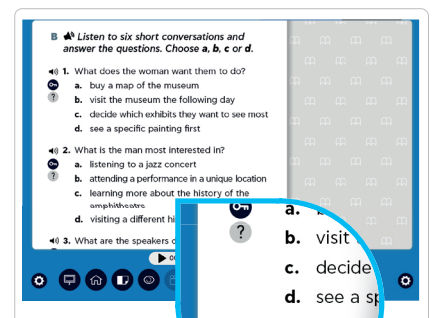 B Listen to six short conversations and
answer the questions. Choose a, b, c or d.
1. What does the woman want them to do?
a. buy a map of the museum
b. visit the museum the following day
c. decide which exhibits they want to see most
d. see a specific painting first
2. What is the man most interested in?
a. listening to a jazz concert
b. attending a performance in a unique location
c. learning more about the history of the
amphitheatre
d. visiting a different hi
3. What are the speakers
?
?
a.
b. visit
c. decide
d. see a sp